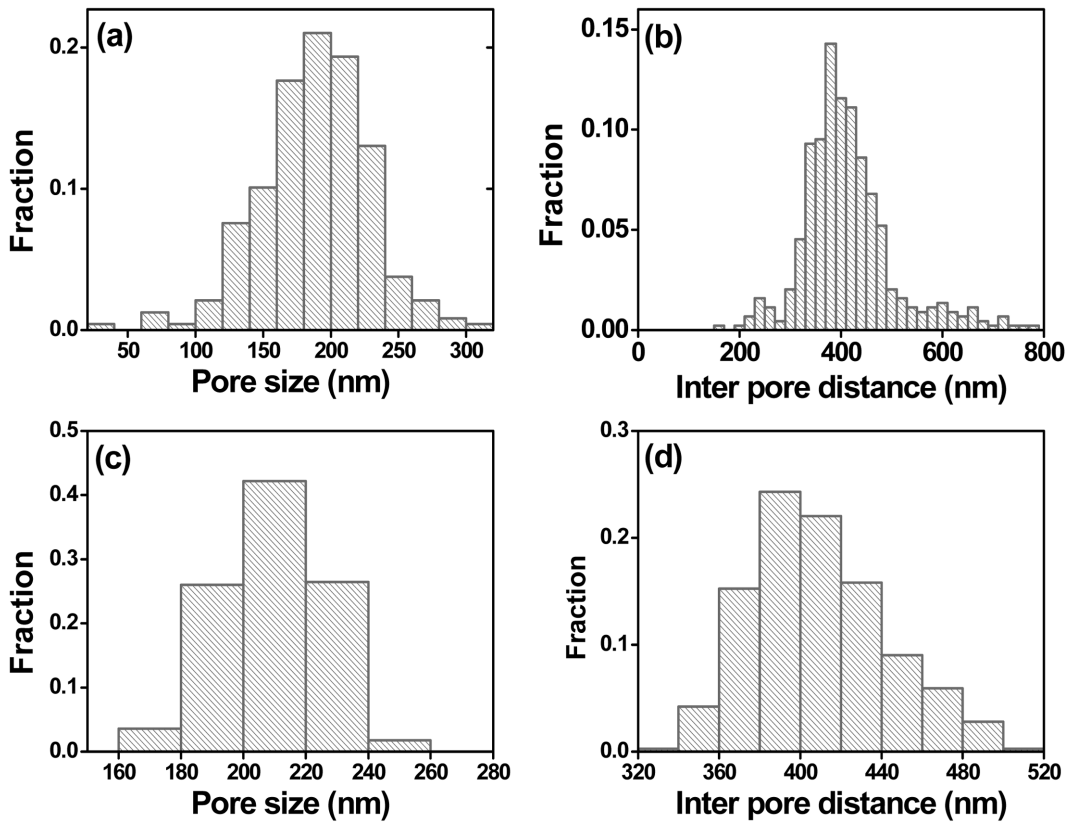 (a)
0.2
0.1
0.0
Fraction
50 100 150 200 250 300
Pore size (nm)
(b)
0.15
0.10
0.05
0.00
Fraction
0 200 400 600 800
Inter pore distance (nm)
(c)
0.5
0.4
0.3
0.2
0.1
0.0
Fraction
160 180 200 220 240 260 280
Pore size (nm)
(d)
0.3
0.2
0.1
0.0
Fraction
320 360 400 440 480 520
Inter pore distance (nm)